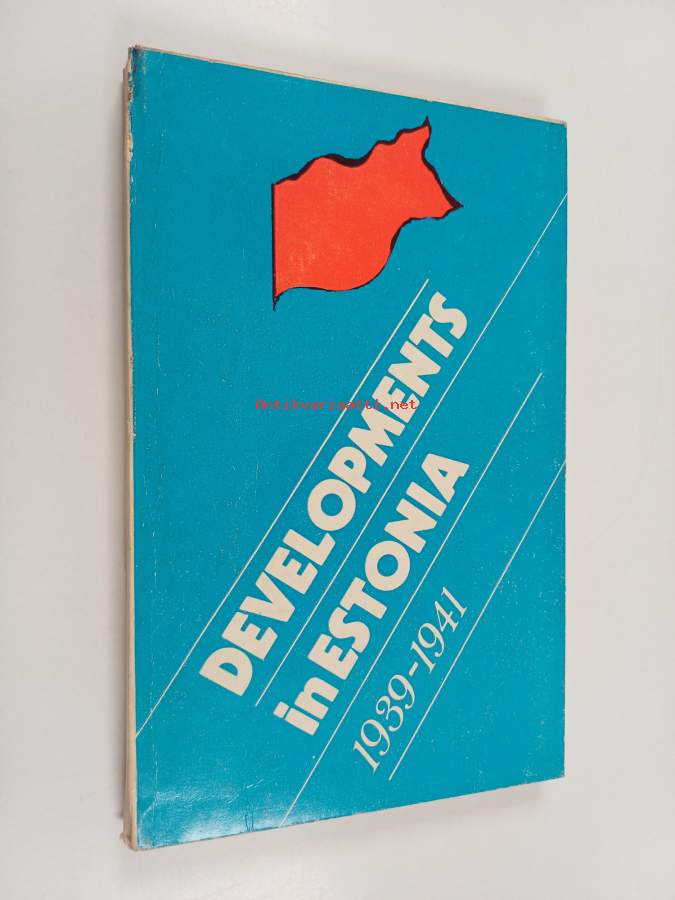 DEVELOPMENTS
in ESTONIA
1939-1941
Antikvariaatti.net